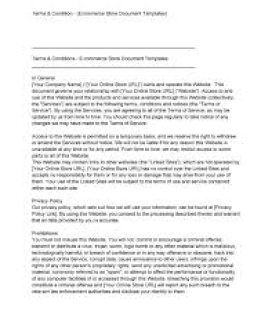 Terms & Condition - (Ecommerce Store Document Templates)
Terms & Conditions - E-commerce Store Document Templates
In General
[Your Company Name] ("[Your Online Store URL]") owns and operates this Website. This
document governs your relationship with [Your Online Store URL] ("Website"). Access to and
use of this Website and the products and services available through this Website (collectively,
the "Services") are subject to the following terms, conditions and notices (the "Terms of
Service"). By using the Services, you are agreeing to all of the Terms of Service, as may be
updated by us from time to time. You should check this page regularly to take notice of any
changes we may have made to the Terms of Service.
Access to this Website is permitted on a temporary basis, and we reserve the right to withdraw
or amend the Services without notice. We will not be liable if for any reason this Website is
unavailable at any time or for any period. From time to time, we may restrict access to some
parts or all of this Website.
This Website may contain links to other websites (the "Linked Sites"), which are not operated by
[Your Online Store URL]. [Your Online Store URL] has no control over the Linked Sites and
accepts no responsibility for them or for any loss or damage that may arise from your use of
them. Your use of the Linked Sites will be subject to the terms of use and service contained
within each such site.
Privacy Policy
Our privacy policy, which sets out how we will use your information, can be found at [Privacy
Policy Link]. By using this Website, you consent to the processing described therein and warrant
that all data provided by you is accurate.
Prohibitions
You must not misuse this Website. You will not: commit or encourage a criminal offense;
transmit or distribute a virus, trojan, worm, logic bomb or any other material which is malicious,
technologically harmful, in breach of confidence or in any way offensive or obscene; hack into
any aspect of the Service; corrupt data; cause annoyance to other users; infringe upon the
rights of any other person's proprietary rights; send any unsolicited advertising or promotional
material, commonly referred to as "spam"; or attempt to affect the performance or functionality
of any computer facilities of or accessed through this Website. Breaching this provision would
constitute a criminal offense and [Your Online Store URL] will report any such breach to the
relevant law enforcement authorities and disclose your identity to them.